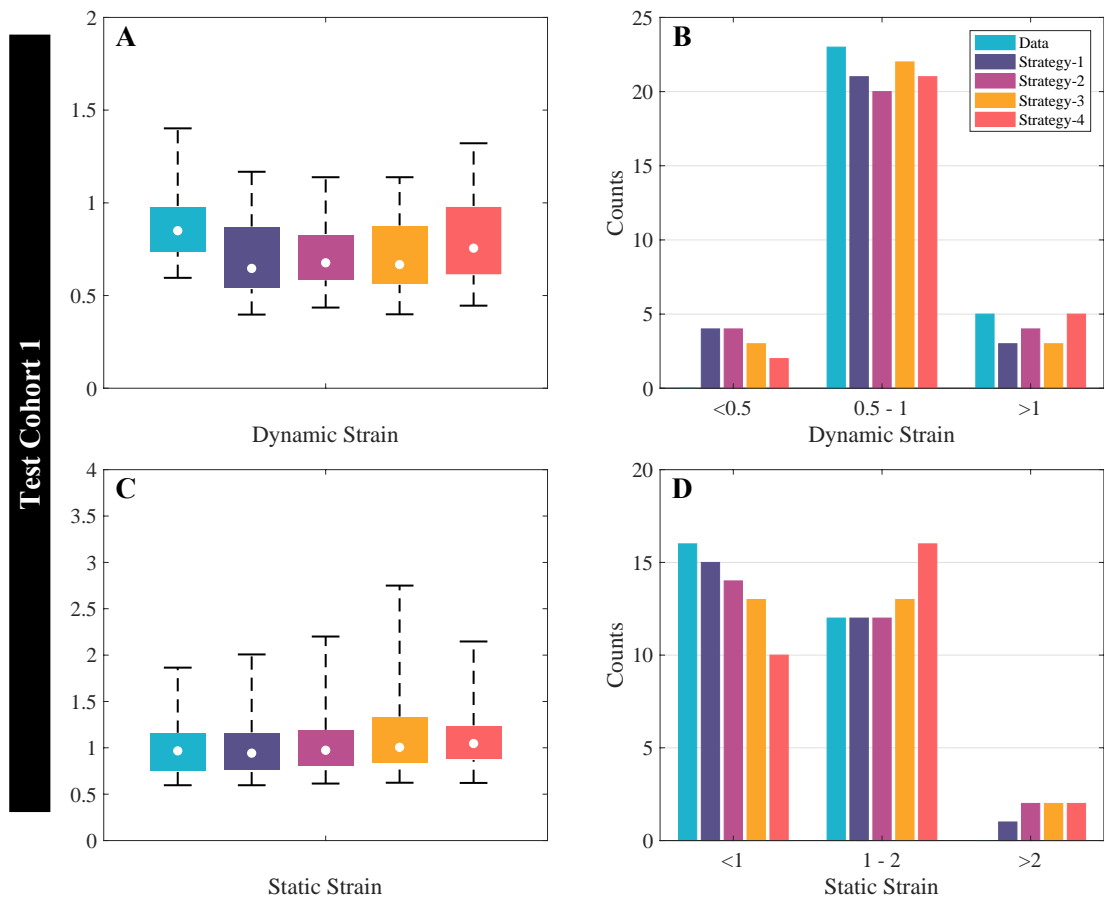 Test Cohort 1
A
2
1.5
1
0.5
0
Dynamic Strain
B
25
20
15
10
5
0
Counts
Data
Strategy-1
Strategy-2
Strategy-3
Strategy-4
<0.5
0.5 - 1
>1
Dynamic Strain
C
4
3.5
3
2.5
2
1.5
1
0.5
0
Static Strain
D
20
15
10
5
0
Counts
<1
1 - 2
>2
Static Strain